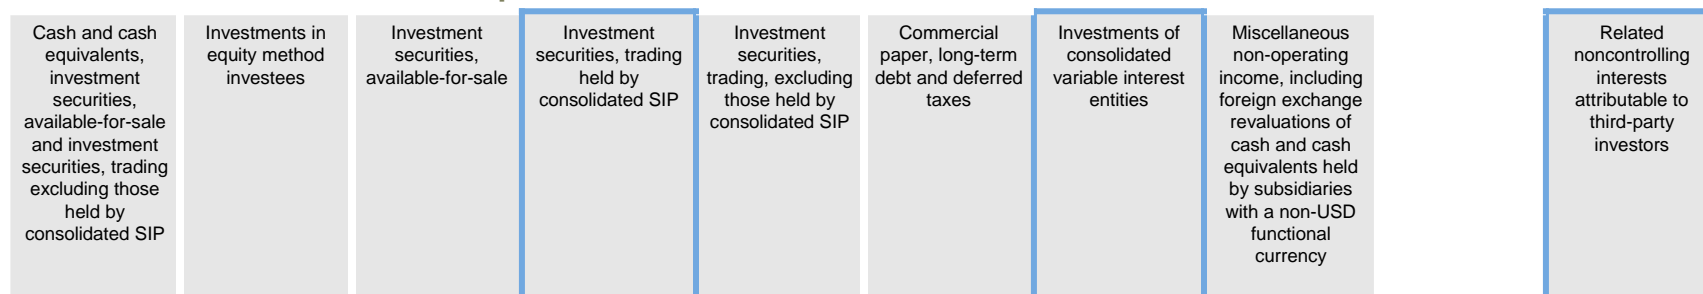 Cash and cash
equivalents,
investment
securities,
available-for-sale
and investment
securities, trading
excluding those
held by
consolidated SIP
Investments in
equity method
investees
Investment
securities,
available-for-sale
Investment
securities, trading
held by
consolidated SIP
Investment
securities,
trading, excluding
those held by
consolidated SIP
Commercial
paper, long-term
debt and deferred
taxes
Investments of
consolidated
variable interest
entities
Miscellaneous
non-operating
income, including
foreign exchange
revaluations of
cash and cash
equivalents held
by subsidiaries
with a non-USD
functional
currency
Related
noncontrolling
interests
attributable to
third-party
investors